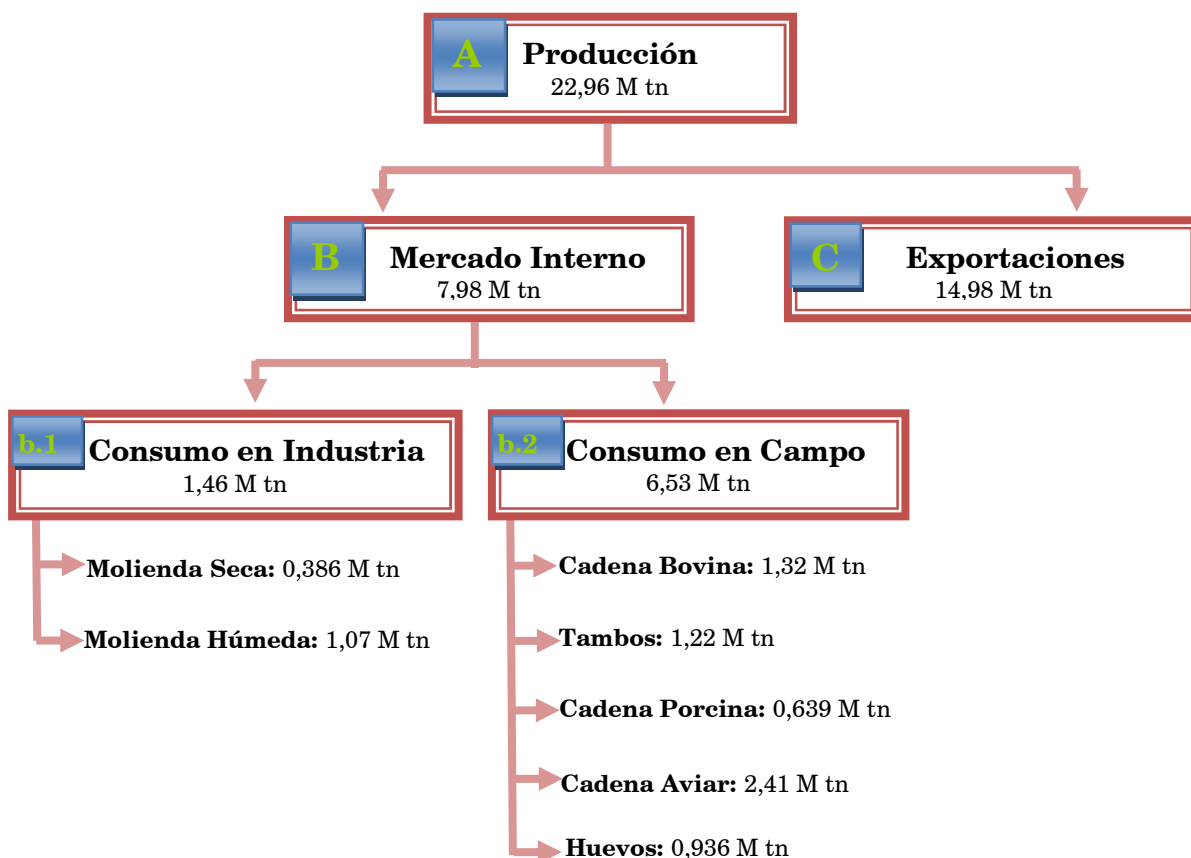 A
Producción
22,96 M tn
B
Mercado Interno
7,98 M tn
C
Exportaciones
14,98 M tn
b.1
Consumo en Industria
1,46 M tn
b.2
Consumo en Campo
6,53 M tn
Molienda Seca: 0,386 M tn
Molienda Húmeda: 1,07 M tn
Cadena Bovina: 1,32 M tn
Tambos: 1,22 M tn
Cadena Porcina: 0,639 M tn
Cadena Aviar: 2,41 M tn
Huevos: 0,936 M tn